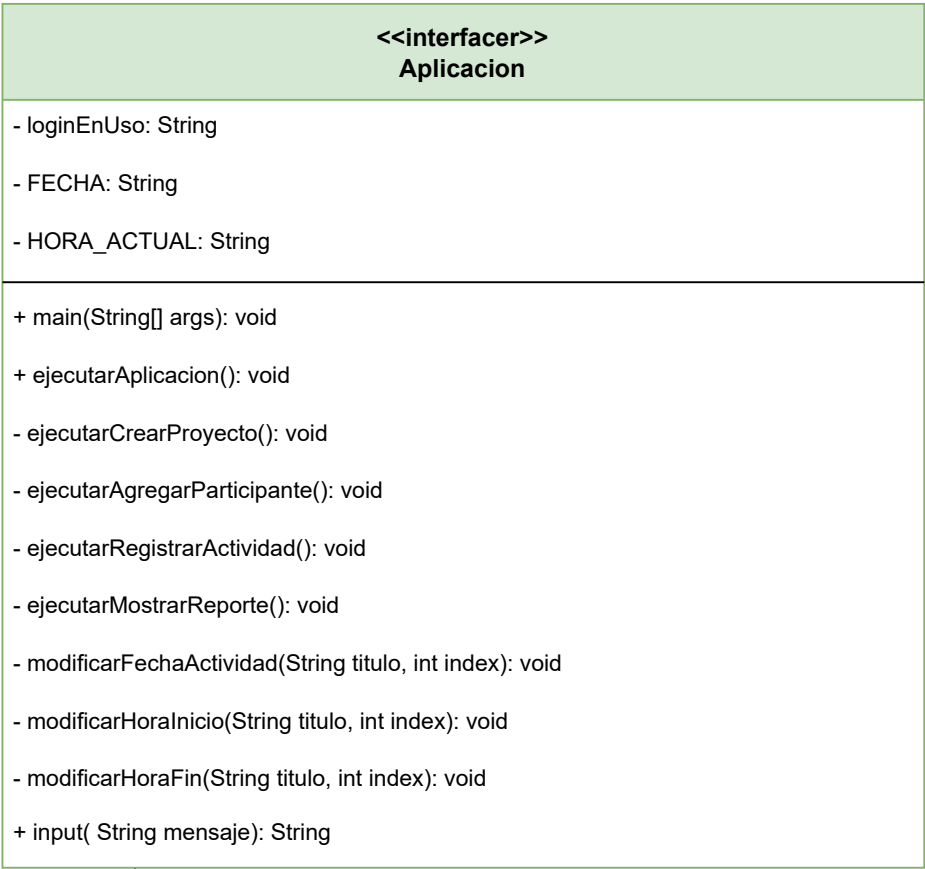 <<interfacer>>
Aplicacion
- loginEnUso: String
- FECHA: String
- HORA_ACTUAL: String
+ main(String[] args): void
+ ejecutarAplicacion(): void
- ejecutarCrearProyecto(): void
- ejecutarAgregarParticipante(): void
- ejecutarRegistrarActividad(): void
- ejecutarMostrarReporte(): void
- modificarFechaActividad(String titulo, int index): void
- modificarHoraInicio(String titulo, int index): void
- modificarHoraFin(String titulo, int index): void
+ input( String mensaje): String